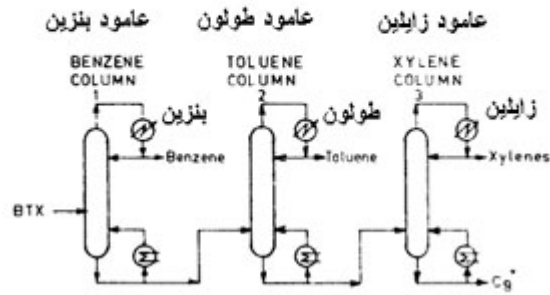 عامود بنزين
عامود طولون
عامود زايلين
BENZENE
COLUMN
1
TOLUENE
COLUMN
2
XYLENE
COLUMN
3
بنزين
طولون
زايلين
Benzene
Toluene
Xylenes
BTX
C9+